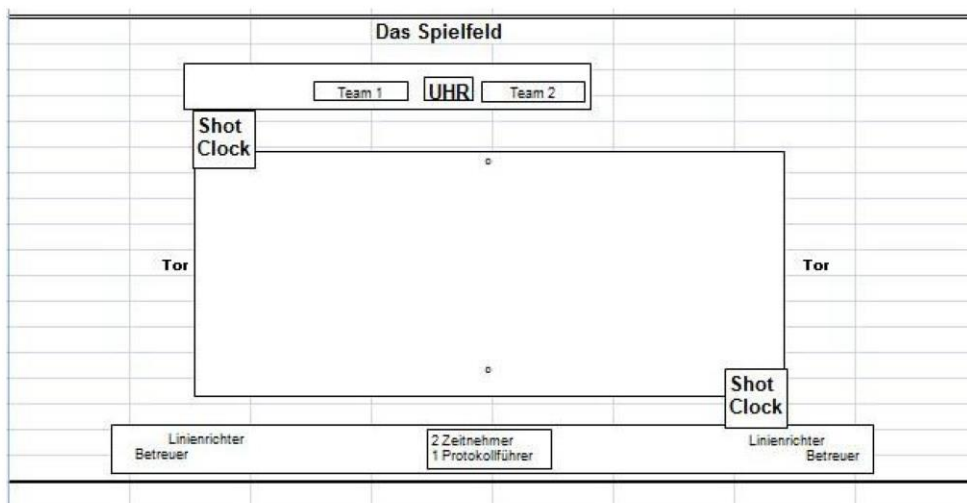 Das Spielfeld
Team 1 UHR Team 2
Shot
Clock
Tor Tor
Shot
Clock
Linienrichter 2 Zeitnehmer Linienrichter
Betreuer 1 Protokollführer Betreuer